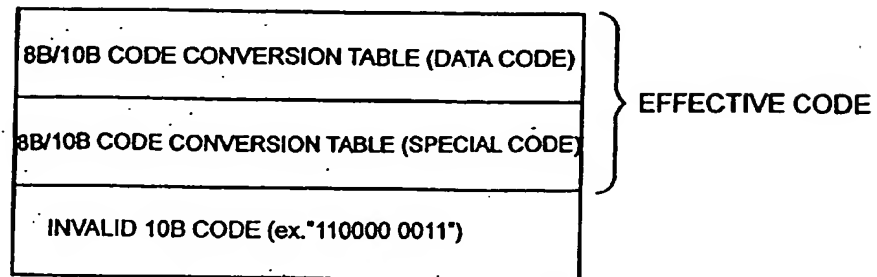 8B/10B CODE CONVERSION TABLE (DATA CODE)
EFFECTIVE CODE
8B/10B CODE CONVERSION TABLE (SPECIAL CODE)
INVALID 10B CODE (ex."110000 0011")